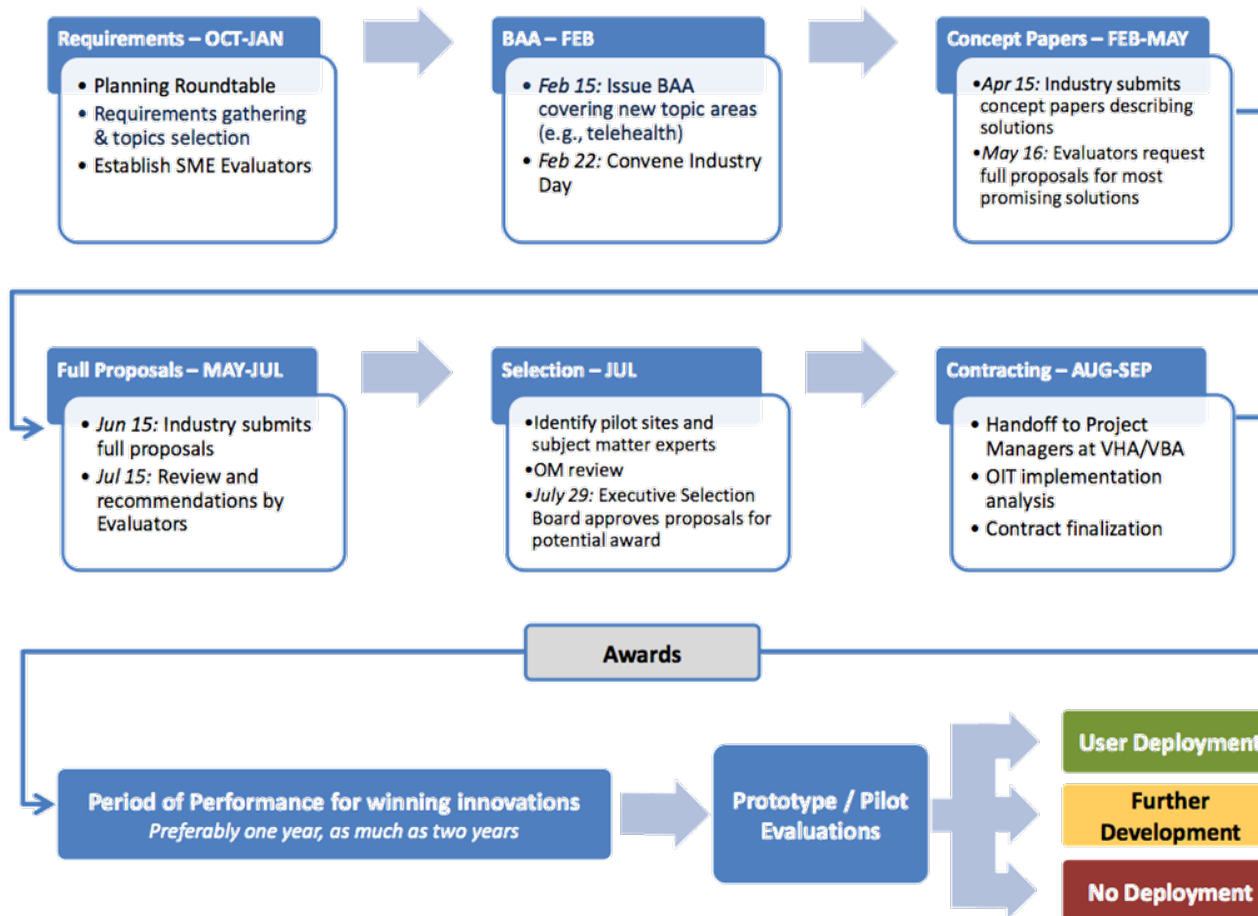 Requirements – OCT-JAN
• Planning Roundtable
• Requirements gathering
& topics selection
• Establish SME Evaluators
BAA – FEB
• Feb 15: Issue BAA
covering new topic areas
(e.g., telehealth)
• Feb 22: Convene Industry
Day
Concept Papers – FEB-MAY
•Apr 15: Industry submits
concept papers describing
solutions
•May 16: Evaluators request
full proposals for most
promising solutions
Full Proposals – MAY-JUL
• Jun 15: Industry submits
full proposals
• Jul 15: Review and
recommendations by
Evaluators
Selection – JUL
•Identify pilot sites and
subject matter experts
•OM review
•July 29: Executive Selection
Board approves proposals for
potential award
Contracting – AUG-SEP
• Handoff to Project
Managers at VHA/VBA
• OIT implementation
analysis
• Contract finalization
Awards
Period of Performance for winning innovations
Preferably one year, as much as two years
Prototype / Pilot
Evaluations
User Deployment
Further
Development
No Deployment